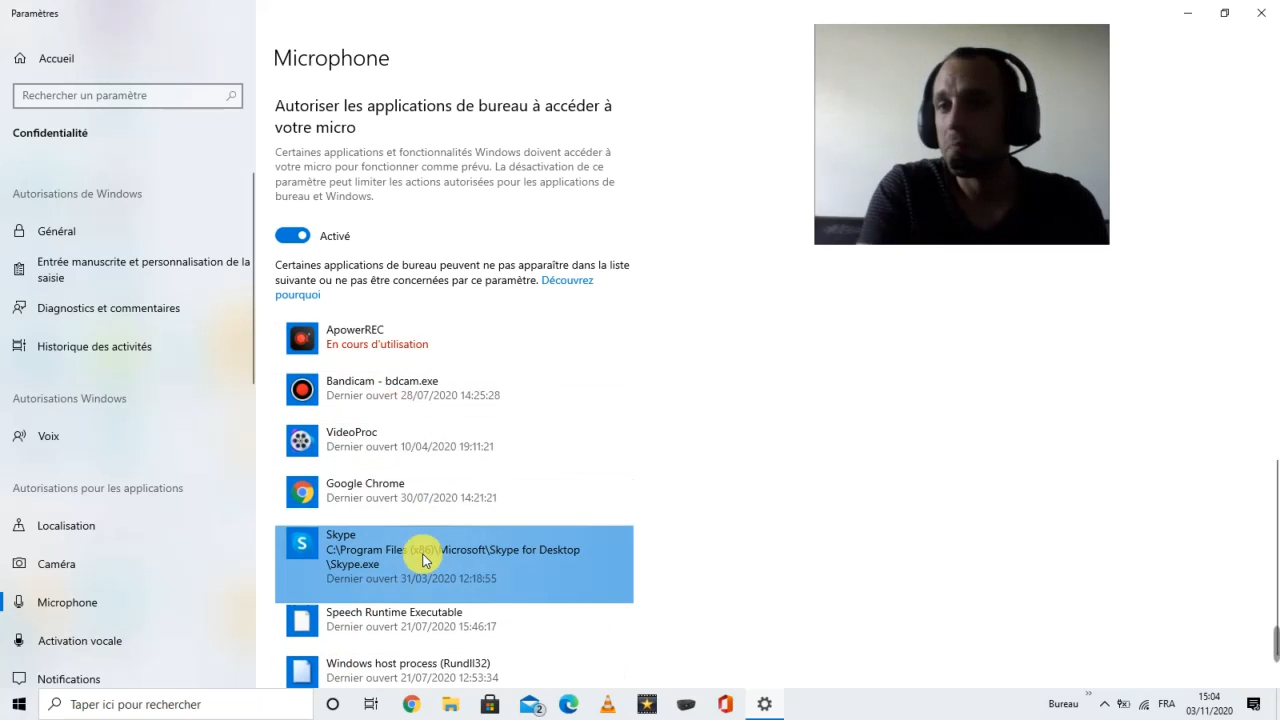 Paramètres
Accueil
Rechercher un paramètre
Confidentialité
Autorisations de Windows
Général
Entrée manuscrite et personnalisation de la
saisie
Diagnostics et commentaires
Historique des activités
Autorisations Windows
Voix
Autorisations pour les applications
Localisation
Caméra
Microphone
Activation vocale
Notifications
Microphone
Autoriser les applications de bureau à accéder à
votre micro
Certaines applications et fonctionnalités Windows doivent accéder à
votre micro pour fonctionner comme prévu. La désactivation de ce
paramètre peut limiter les actions autorisées pour les applications de
bureau et Windows.
Activé
Certaines applications de bureau peuvent ne pas apparaître dans la liste
suivante ou ne pas être concernées par ce paramètre. Découvrez
pourquoi
ApowerREC
En cours d'utilisation
Bandicam - bdcam.exe
Dernier ouvert 28/07/2020 14:25:28
VideoProc
Dernier ouvert 10/04/2020 19:11:21
Google Chrome
Dernier ouvert 30/07/2020 14:21:21
S
Skype
C:\Program Files (x86)\Microsoft\Skype for Desktop
\Skype.exe
Dernier ouvert 31/03/2020 12:18:55
Speech Runtime Executable
Dernier ouvert 21/07/2020 15:46:17
Windows host process (Rundll32)
Dernier ouvert 21/07/2020 12:53:34
Taper ici pour rechercher
2
Bureau
FRA
15:04
03/11/2020